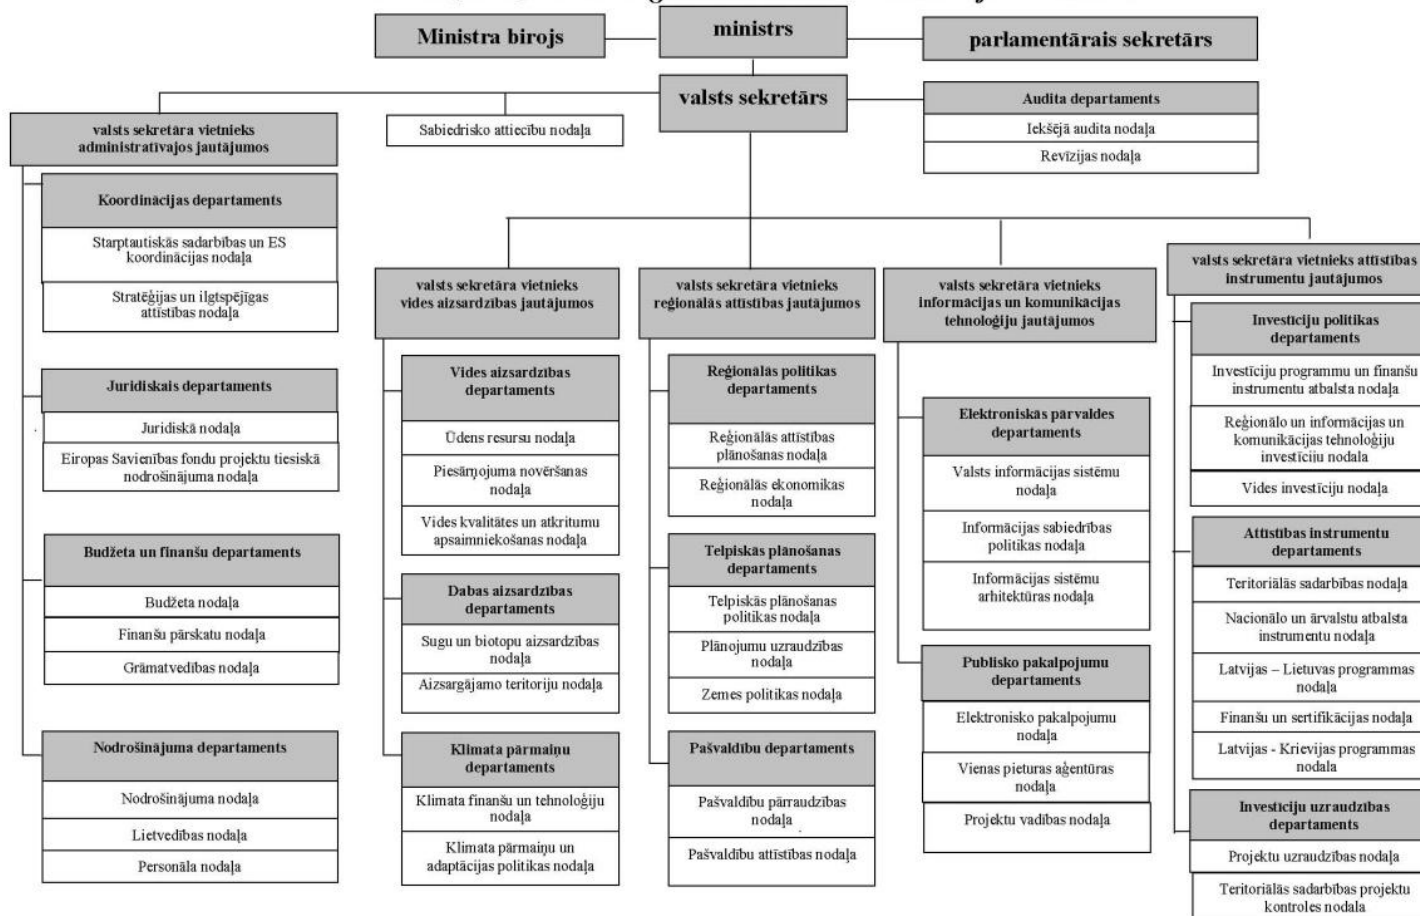 Ministra birojs
ministrs
parlamentārais sekretārs
valsts sekretārs
Audita departaments
Iekšējā audita nodaļa
Revīzijas nodaļa
Sabiedrisko attiecību nodaļa
valsts sekretāra vietnieks
administratīvajos jautājumos
Koordinācijas departaments
Starptautiskās sadarbības un ES
koordinācijas nodaļa
Stratēģijas un ilgtspējīgas
attīstības nodaļa
Juridiskais departaments
Juridiskā nodaļa
Eiropas Savienības fondu projektu tiesiskā
nodrošinājuma nodaļa
Budžeta un finanšu departaments
Budžeta nodaļa
Finanšu pārskatu nodaļa
Grāmatvedības nodaļa
Nodrošinājuma departaments
Nodrošinājuma nodaļa
Lietvedības nodaļa
Personāla nodaļa
valsts sekretāra vietnieks
vides aizsardzības jautājumos
Vides aizsardzības
departaments
Ūdens resursu nodaļa
Piesārņojuma novēršanas
nodaļa
Vides kvalitātes un atkritumu
apsaimniekošanas nodaļa
Dabas aizsardzības
departaments
Sugu un biotopu aizsardzības
nodaļa
Aizsargājamo teritoriju nodaļa
Klimata pārmaiņu
departaments
Klimata finanšu un tehnoloģiju
nodaļa
Klimata pārmaiņu un
adaptācijas politikas nodaļa
valsts sekretāra vietnieks
reģionālās attīstības jautājumos
Reģionālās politikas
departaments
Reģionālās attīstības
plānošanas nodaļa
Reģionālās ekonomikas
nodaļa
Telpiskās plānošanas
departaments
Telpiskās plānošanas
politikas nodaļa
Plānojumu uzraudzības
nodaļa
Zemes politikas nodaļa
Pašvaldību departaments
Pašvaldību pārraudzības
nodaļa
Pašvaldību attīstības nodaļa
valsts sekretāra vietnieks
informācijas un komunikācijas
tehnoloģiju jautājumos
Elektroniskās pārvaldes
departaments
Valsts informācijas sistēmu
nodaļa
Informācijas sabiedrības
politikas nodaļa
Informācijas sistēmu
arhitektūras nodaļa
Publisko pakalpojumu
departaments
Elektronisko pakalpojumu
nodaļa
Vienas pieturas aģentūras
nodaļa
Projektu vadības nodaļa
valsts sekretāra vietnieks attīstības
instrumentu jautājumos
Investīciju politikas
departaments
Investīciju programmu un finanšu
instrumentu atbalsta nodaļa
Reģionālo un informācijas un
komunikācijas tehnoloģiju
investīciju nodala
Vides investīciju nodaļa
Attīstības instrumentu
departaments
Teritoriālās sadarbības nodaļa
Nacionālo un ārvalstu atbalsta
instrumentu nodaļa
Latvijas – Lietuvas programmas
nodaļa
Finanšu un sertifikācijas nodaļa
Latvijas - Krievijas programmas
nodala
Investīciju uzraudzības
departaments
Projektu uzraudzības nodaļa
Teritoriālās sadarbības projektu
kontroles nodaļa